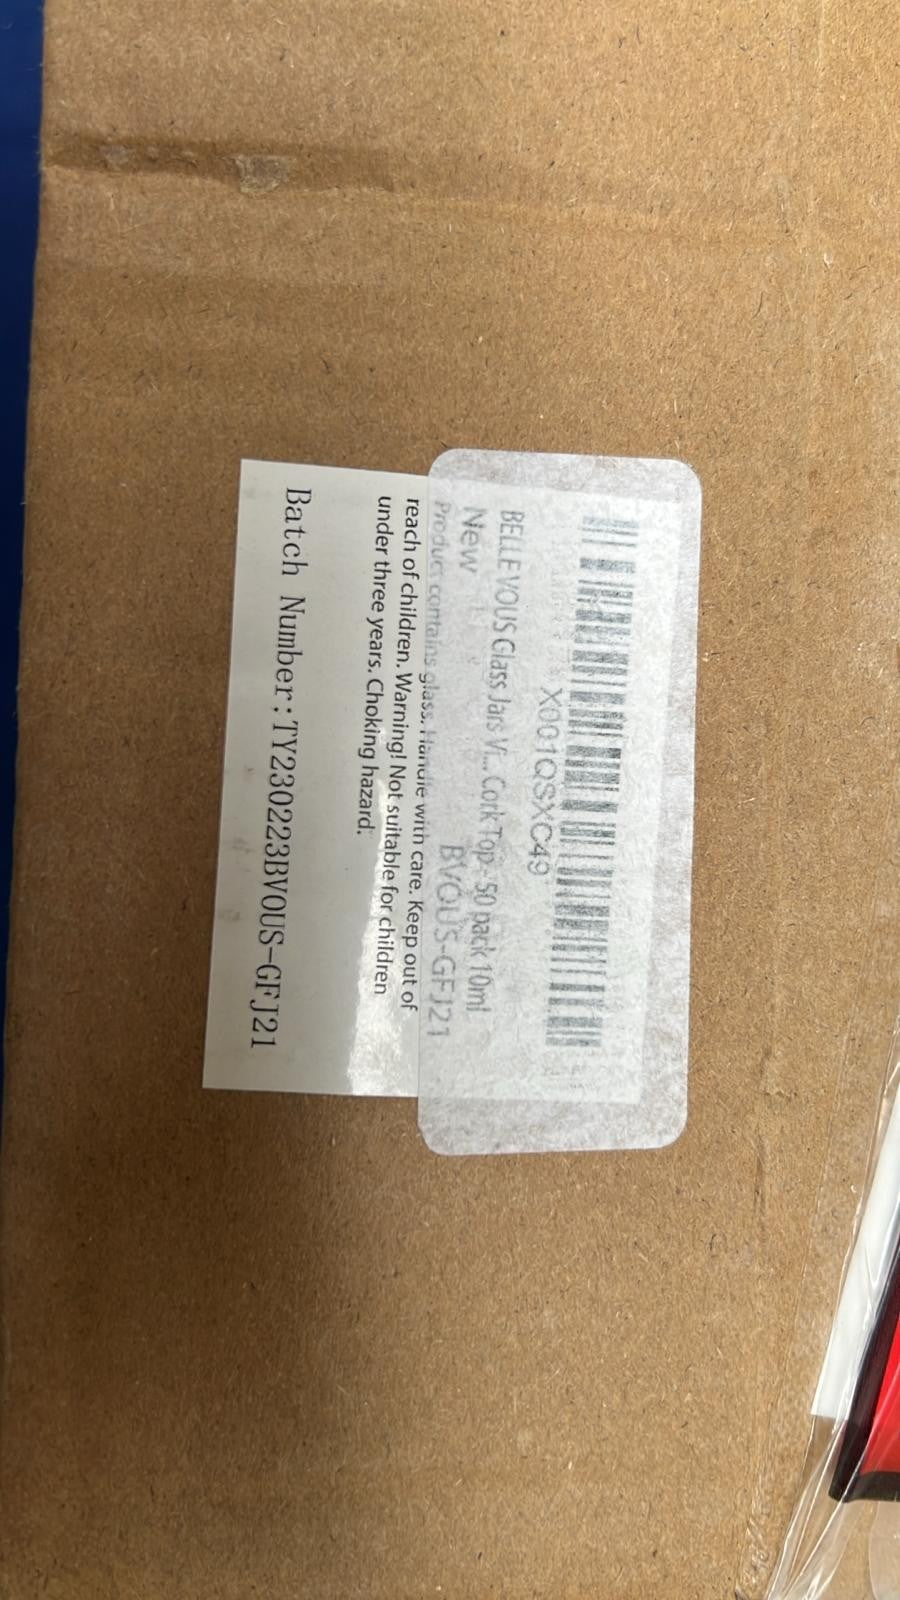 X001QSXC49
BELLE VOUS Glass Jars Vi... Cork Top - 50 pack 10ml
New
BVOUS-GFJ21
Product contains glass. Handle with care. Keep out of
reach of children. Warning! Not suitable for children
under three years. Choking hazard.
Batch Number:TY230223BVOUS-GFJ21